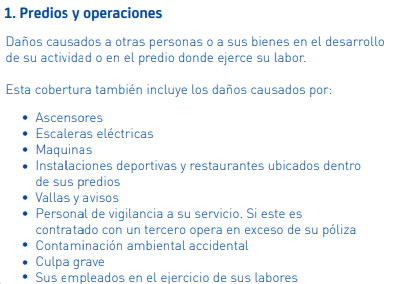 1. Predios y operaciones
Daños causados a otras personas o a sus bienes en el desarrollo
de su actividad o en el predio donde ejerce su labor.
Esta cobertura también incluye los daños causados por:
• Ascensores
• Escaleras eléctricas
• Maquinas
• Instalaciones deportivas y restaurantes ubicados dentro
de sus predios
• Vallas y avisos
• Personal de vigilancia a su servicio. Si este es
contratado con un tercero opera en exceso de su póliza
• Contaminación ambiental accidental
• Culpa grave
• Sus empleados en el ejercicio de sus labores